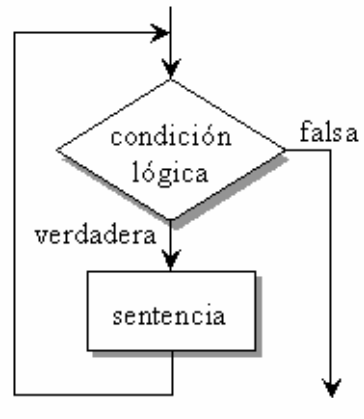 condición
lógica
falsa
verdadera
sentencia